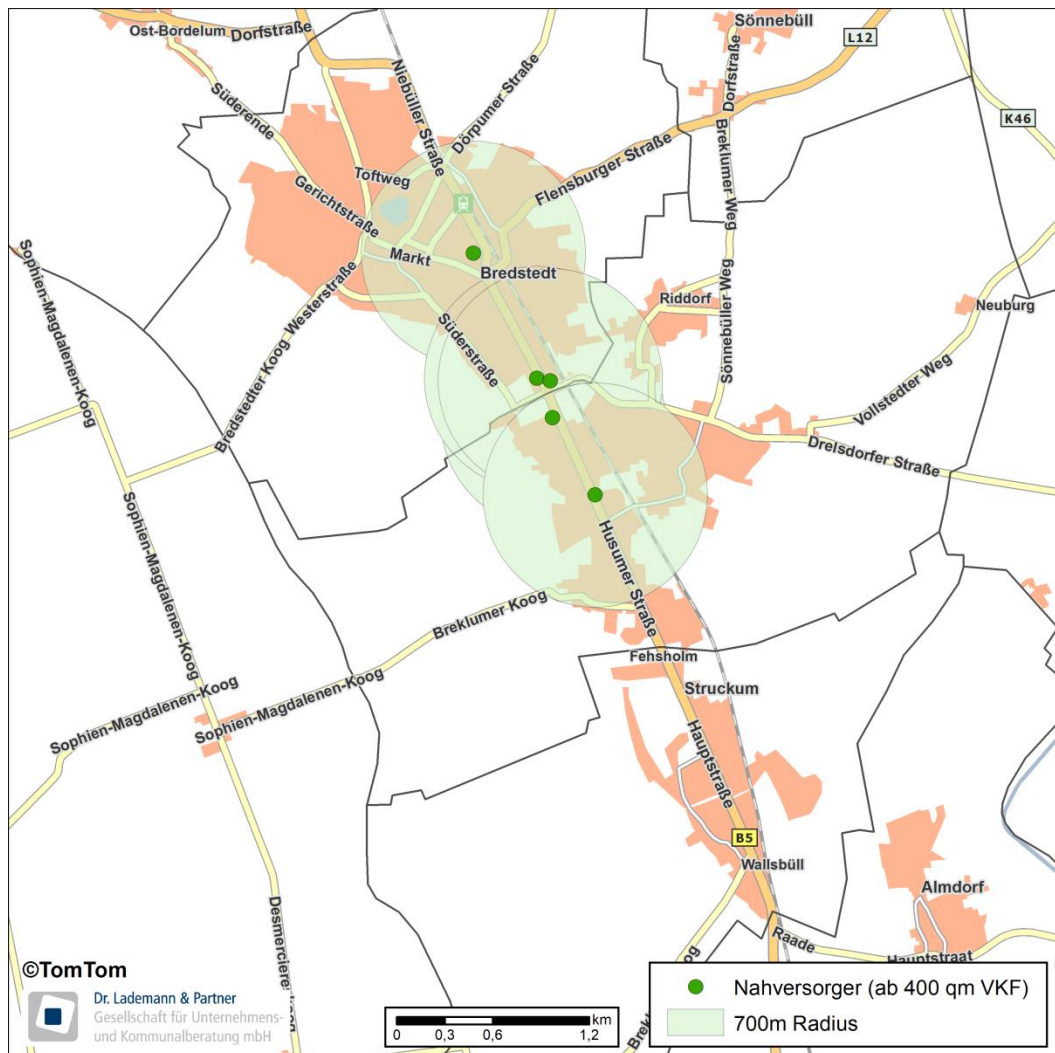 Sönnebüll
Ost-Bordelum
Dorfstraße
L12
Niebüller Straße
Dörpumer Straße
Dorfstraße
Süderende
K46
Breklumer Weg
Toftweg
Flensburger Straße
Gerichtstraße
Markt
Bredstedt
Sophien-Magdalenen-Koog
Westerstraße
Riddorf
Neuburg
Süderstraße
Sönnebüller Weg
Bredstedter Koog
Vollstedter Weg
Drelsdorfer Straße
Sophien-Magdalenen-Koog
Husumer Straße
Breklumer Koog
Fehsholm
Sophien-Magdalenen-Koog
Sophien-Magdalenen-Koog
Struckum
Hauptstraße
B5
Wallsbüll
Almdorf
Desmerciere
koog
Raade
Hauptstraat
og
Brekl
©TomTom
Dr. Lademann & Partner
Gesellschaft für Unternehmens-
und Kommunalberatung mbH
km
0 0,3 0,6 1,2
Nahversorger (ab 400 qm VKF)
700m Radius